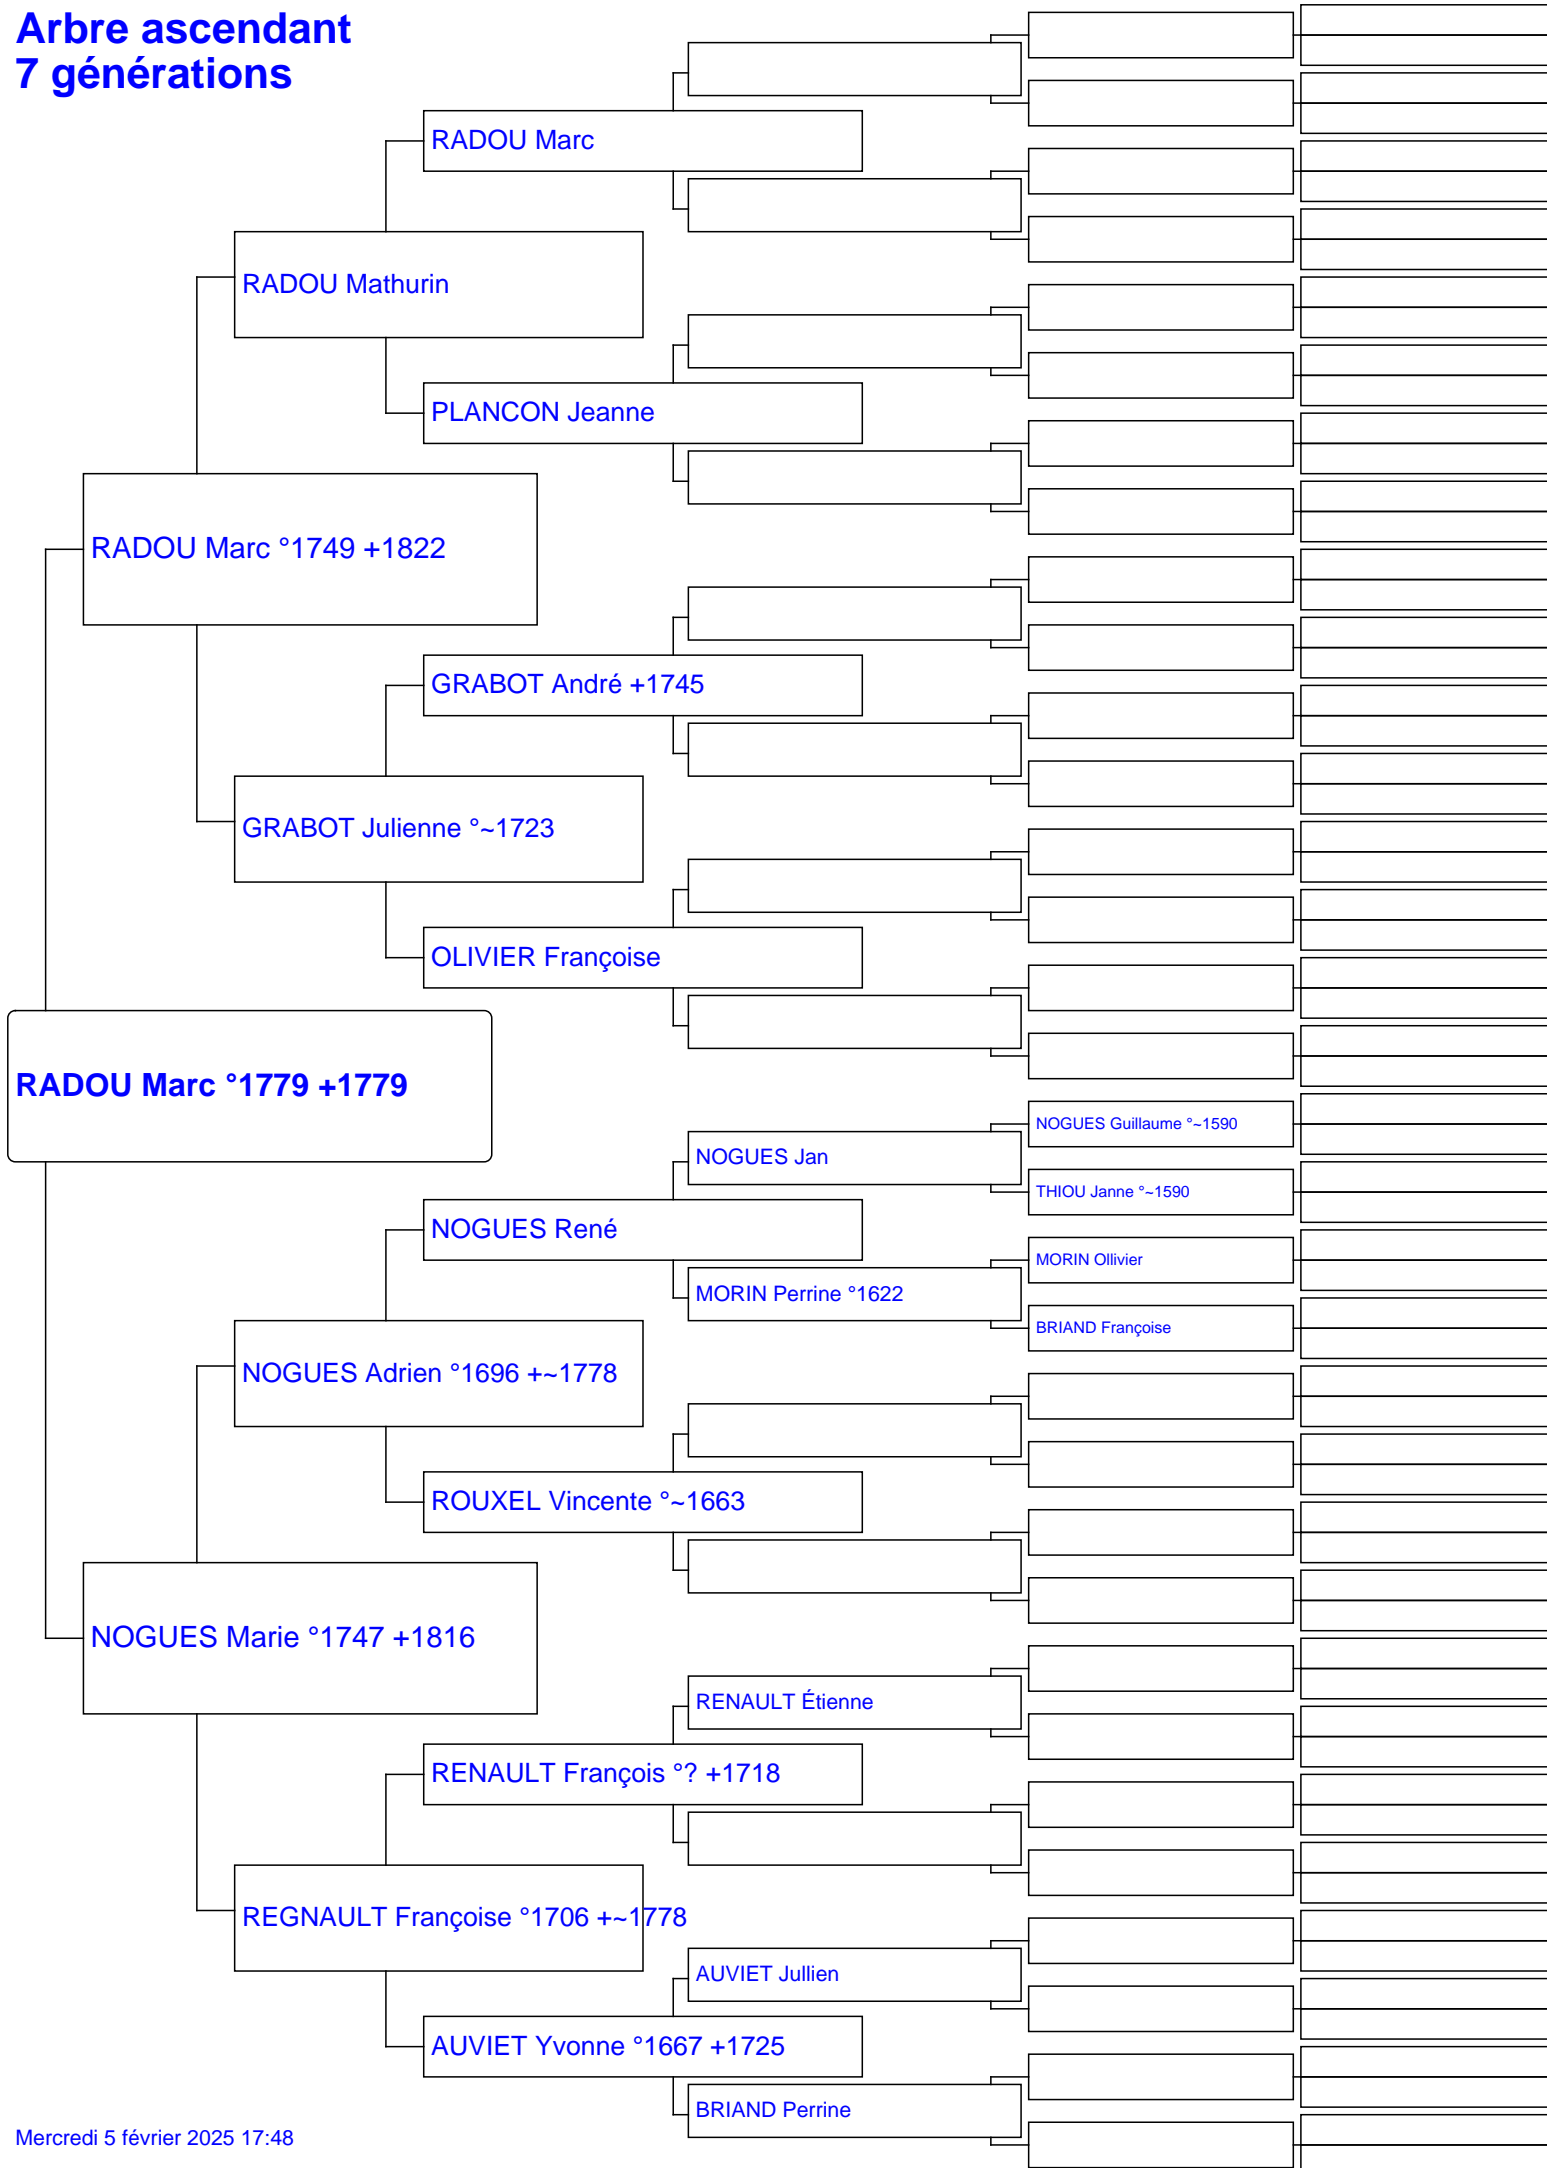 Arbre ascendant
7 générations
RADOU Marc
RADOU Mathurin
PLANCON Jeanne
RADOU Marc °1749 +1822
GRABOT André +1745
GRABOT Julienne °~1723
OLIVIER Françoise
RADOU Marc °1779 +1779
NOGUES Guillaume °~1590
NOGUES Jan
THIOU Janne °~1590
NOGUES René
MORIN Ollivier
MORIN Perrine °1622
BRIAND Françoise
NOGUES Adrien °1696 +~1778
ROUXEL Vincente °~1663
NOGUES Marie °1747 +1816
RENAULT Étienne
RENAULT François °? +1718
REGNAULT Françoise °1706 +~1778
AUVIET Jullien
AUVIET Yvonne °1667 +1725
BRIAND Perrine
Mercredi 5 février 2025 17:48